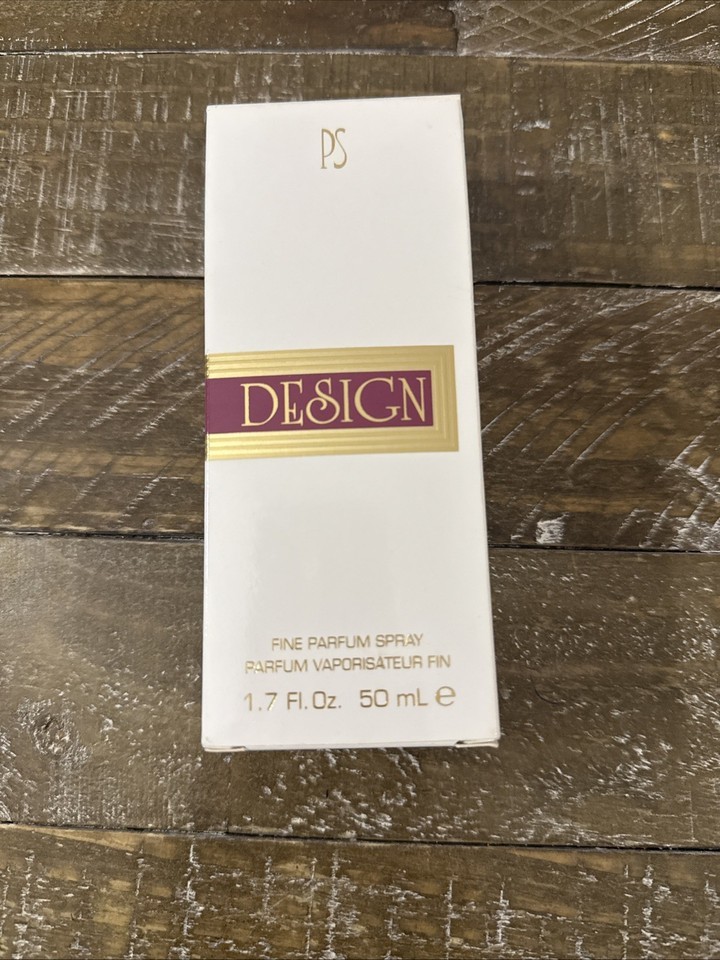 PS
DESIGN
FINE PARFUM SPRAY
PARFUM VAPORISATEUR FIN
1.7 Fl.Oz. 50 mL ℮